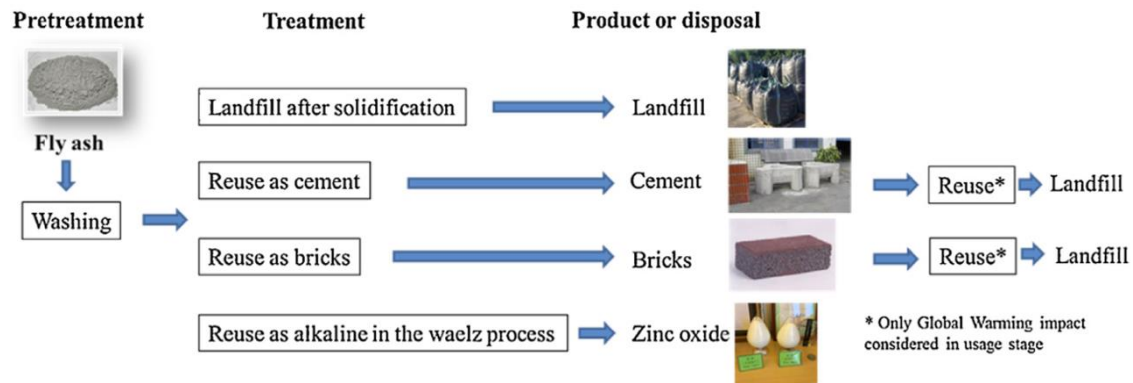 Pretreatment
Treatment
Product or disposal
Fly ash
Washing
Landfill after solidification
Landfill
Reuse as cement
Cement
Reuse*
Landfill
Reuse as bricks
Bricks
Reuse*
Landfill
Reuse as alkaline in the waelz process
Zinc oxide
* Only Global Warming impact
considered in usage stage